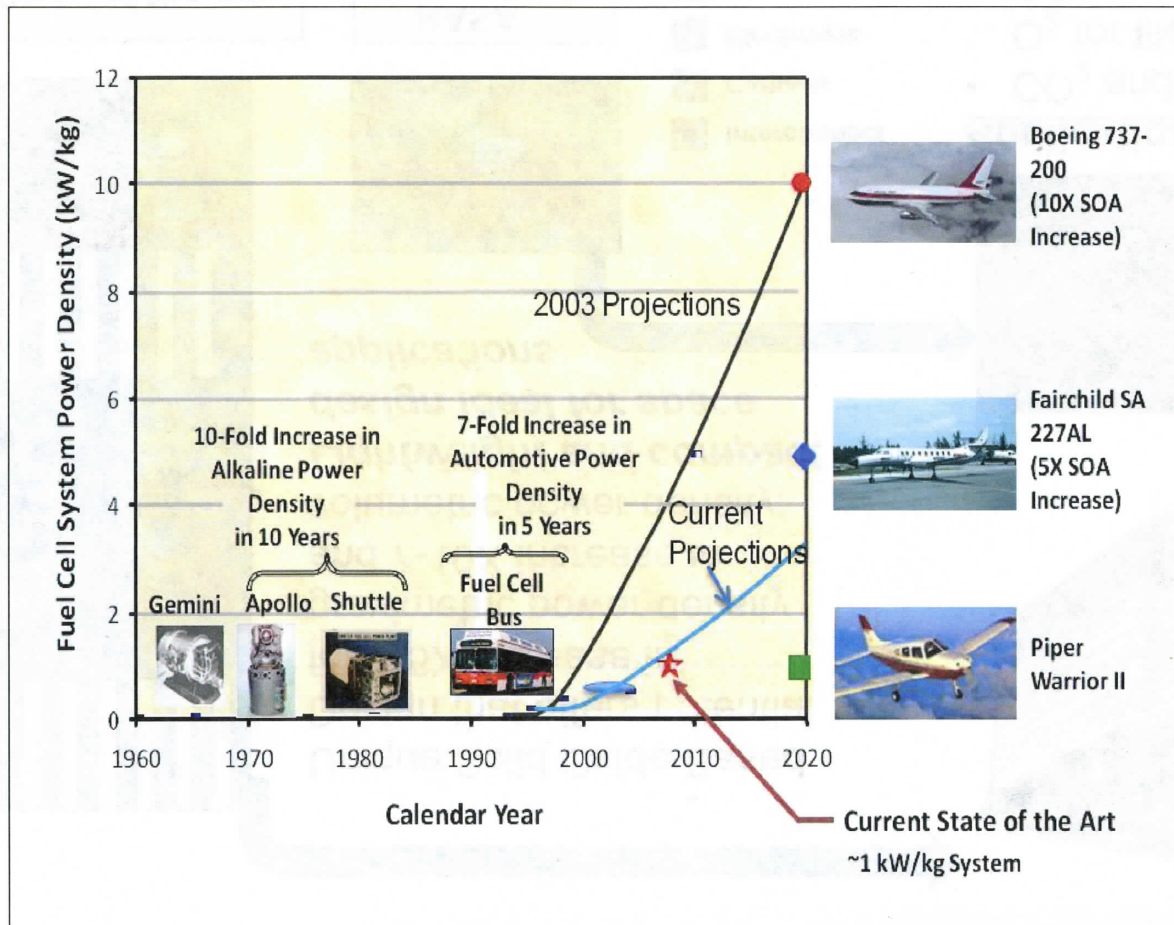 Fuel Cell System Power Density (kW/kg)
12
10
8
6
4
2
0
1960
1970
1980
1990
2000
2010
2020
Calendar Year
2003 Projections
Current
Projections
10-Fold Increase in
Alkaline Power
Density
in 10 Years
7-Fold Increase in
Automotive Power
Density
in 5 Years
Gemini
Apollo
Shuttle
Fuel Cell
Bus
Boeing 737-
200
(10X SOA
Increase)
Fairchild SA
227AL
(5X SOA
Increase)
Piper
Warrior II
Current State of the Art
~1 kW/kg System